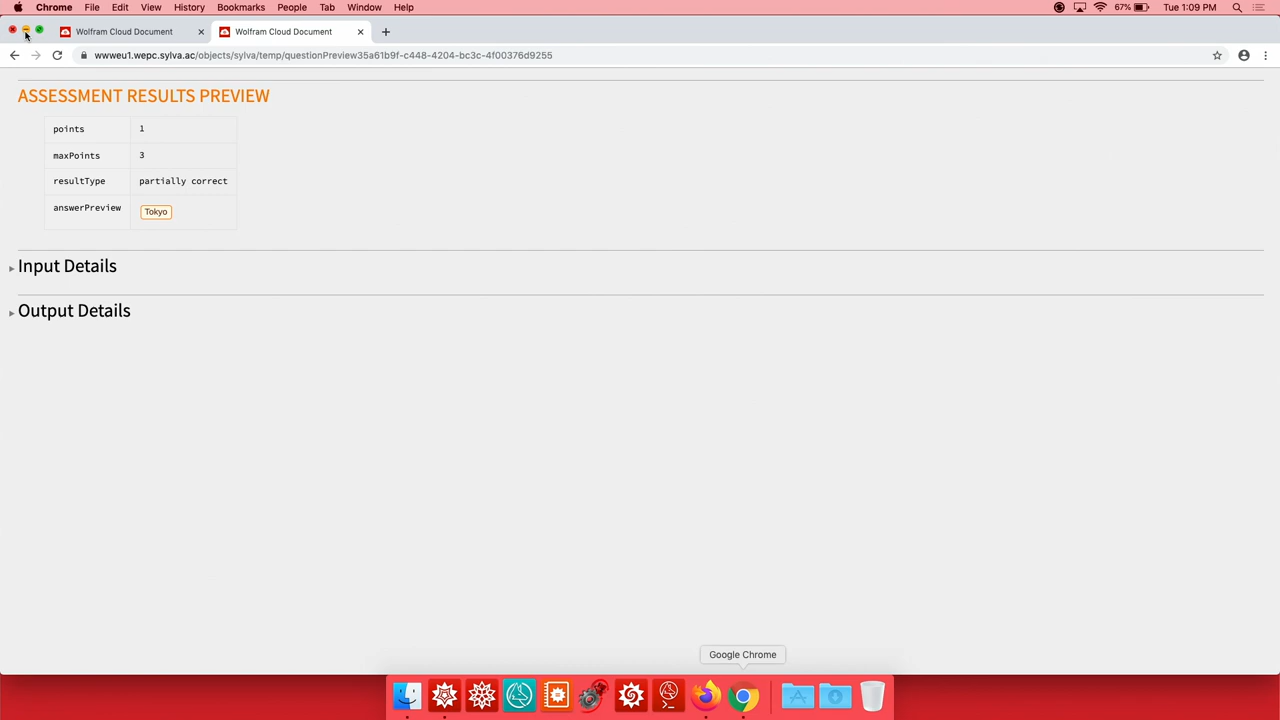 Chrome File Edit View History Bookmarks People Tab Window Help 67% Tue 1:09 PM
Wolfram Cloud Document Wolfram Cloud Document
wwweu1.wepc.sylva.ac/objects/sylva/temp/questionPreview35a61b9f-c448-4204-bc3c-4f00376d9255
ASSESSMENT RESULTS PREVIEW
points 1
maxPoints 3
resultType partially correct
answerPreview Tokyo
Input Details
Output Details
Google Chrome